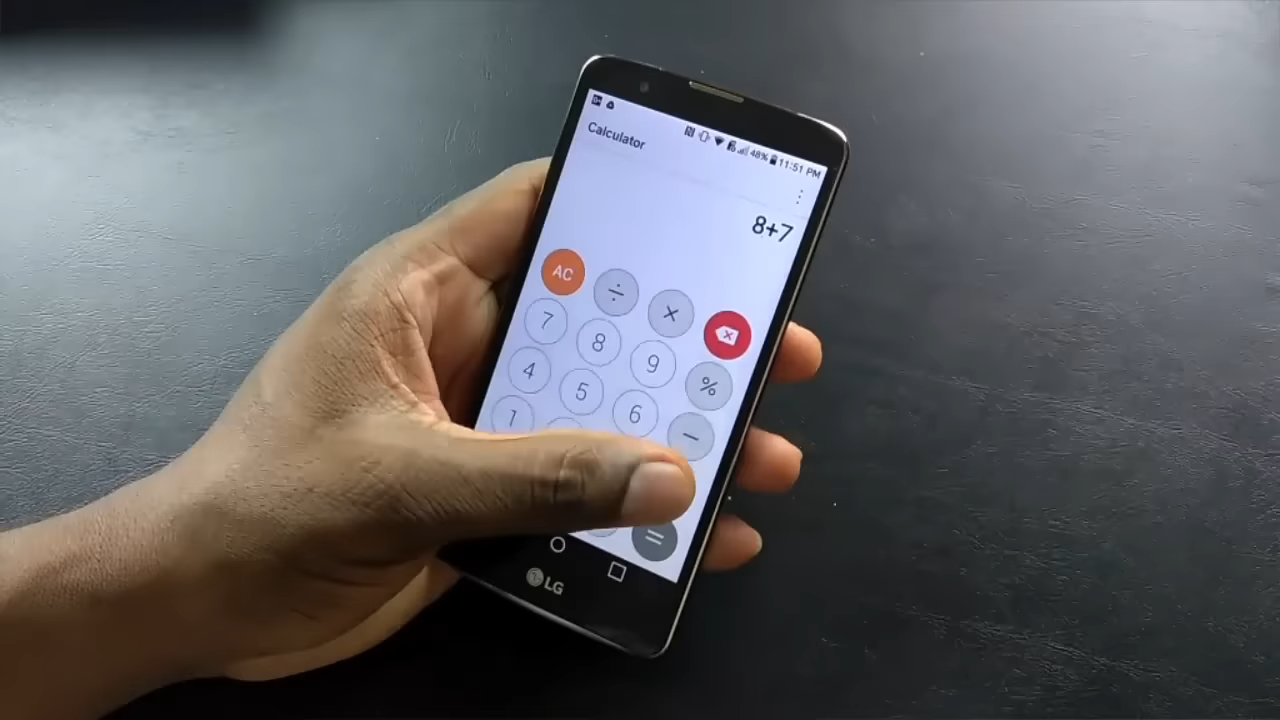 48% 11:51 PM
Calculator
8+7
AC ÷ ×
7 8 9 %
4 5 6 −
1
=
LG